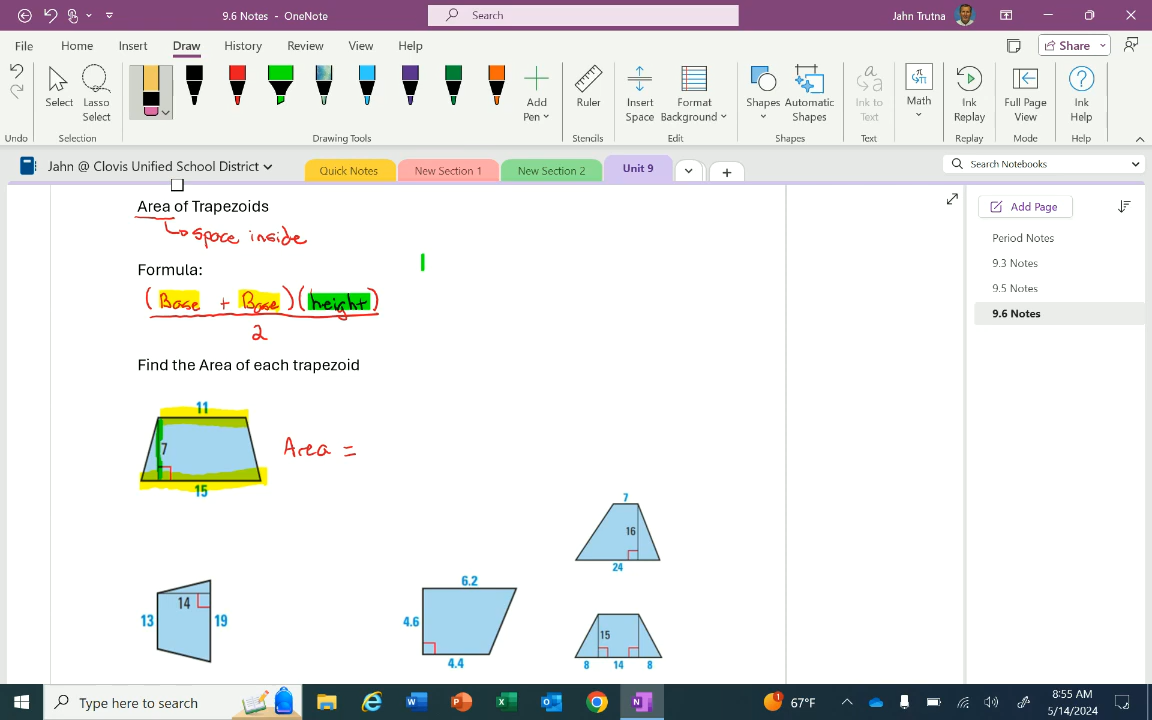 9.6 Notes - OneNote
Search
Jahn Trutna
File Home Insert Draw History Review View Help
Share
Undo
Select
Lasso Select
Selection
Drawing Tools
Add Pen
Ruler
Stencils
Insert Space
Format Background
Edit
Shapes
Automatic Shapes
Shapes
Ink to Text
Text
Math
Ink Replay
Replay
Full Page View
Mode
Ink Help
Help
Jahn @ Clovis Unified School District
Quick Notes
New Section 1
New Section 2
Unit 9
+
Search Notebooks
Add Page
Period Notes
9.3 Notes
9.5 Notes
9.6 Notes
Area of Trapezoids
space inside
Formula:
(Base + Base)(height)
2
Find the Area of each trapezoid
11
7
15
Area =
7
16
24
13
14
19
6.2
4.6
4.4
15
8 14 8
Type here to search
1
67°F
8:55 AM
5/14/2024